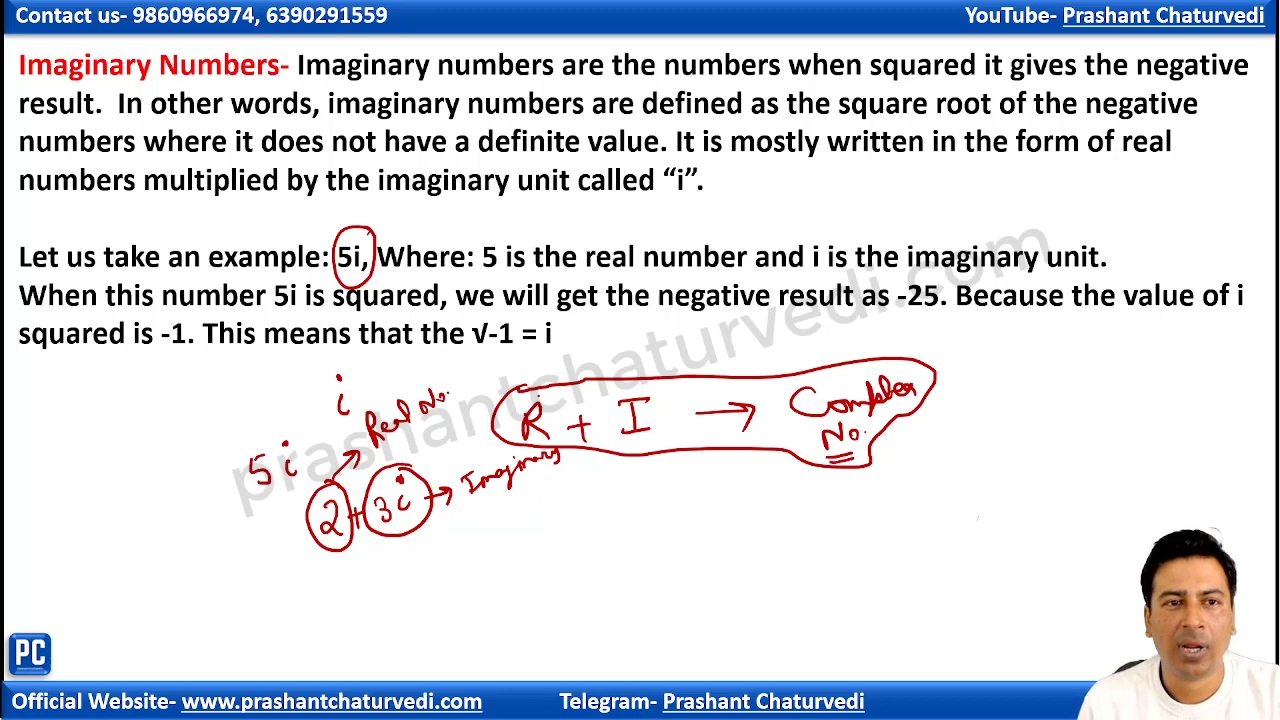 Contact us- 9860966974, 6390291559
YouTube- Prashant Chaturvedi
Imaginary Numbers- Imaginary numbers are the numbers when squared it gives the negative
result. In other words, imaginary numbers are defined as the square root of the negative
numbers where it does not have a definite value. It is mostly written in the form of real
numbers multiplied by the imaginary unit called “i”.
Let us take an example: 5i, Where: 5 is the real number and i is the imaginary unit.
When this number 5i is squared, we will get the negative result as -25. Because the value of i
squared is -1. This means that the √-1 = i
prashantchaturvedi.com
i
Real No.
R + I → Complex
No.
5i
2 + 3i → Imaginary
PC
Official Website- www.prashantchaturvedi.com
Telegram- Prashant Chaturvedi